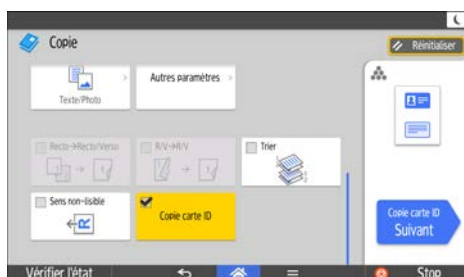 Copie
Réinitialiser
Texte/Photo
Autres paramètres
Recto→Recto/Verso
R/V→R/V
Trier
Sens non-lisible
Copie carte ID
Copie carte ID
Suivant
Vérifier l'état
Stop